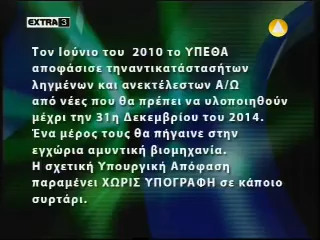 EXTRA 3
Τον Ιούνιο του 2010 το ΥΠΕΘΑ
αποφάσισε τηναντικατάστασήτων
ληγμένων και ανεκτέλεστων Α/Ω
από νέες που θα πρέπει να υλοποιηθούν
μέχρι την 31η Δεκεμβρίου του 2014.
Ένα μέρος τους θα πήγαινε στην
εγχώρια αμυντική βιομηχανία.
Η σχετική Υπουργική Απόφαση
παραμένει ΧΩΡΙΣ ΥΠΟΓΡΑΦΗ σε κάποιο
συρτάρι.